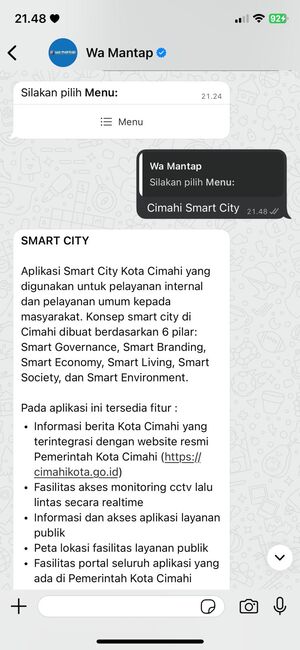 21.48
92
Wa Mantap
Silakan pilih Menu:
21.24
Menu
Wa Mantap
Silakan pilih Menu:
Cimahi Smart City 21.48
SMART CITY
Aplikasi Smart City Kota Cimahi yang
digunakan untuk pelayanan internal
dan pelayanan umum kepada
masyarakat. Konsep smart city di
Cimahi dibuat berdasarkan 6 pilar:
Smart Governance, Smart Branding,
Smart Economy, Smart Living, Smart
Society, dan Smart Environment.
Pada aplikasi ini tersedia fitur :
• Informasi berita Kota Cimahi yang
terintegrasi dengan website resmi
Pemerintah Kota Cimahi (https://
cimahikota.go.id)
• Fasilitas akses monitoring cctv lalu
lintas secara realtime
• Informasi dan akses aplikasi layanan
publik
• Peta lokasi fasilitas layanan publik
• Fasilitas portal seluruh aplikasi yang
ada di Pemerintah Kota Cimahi